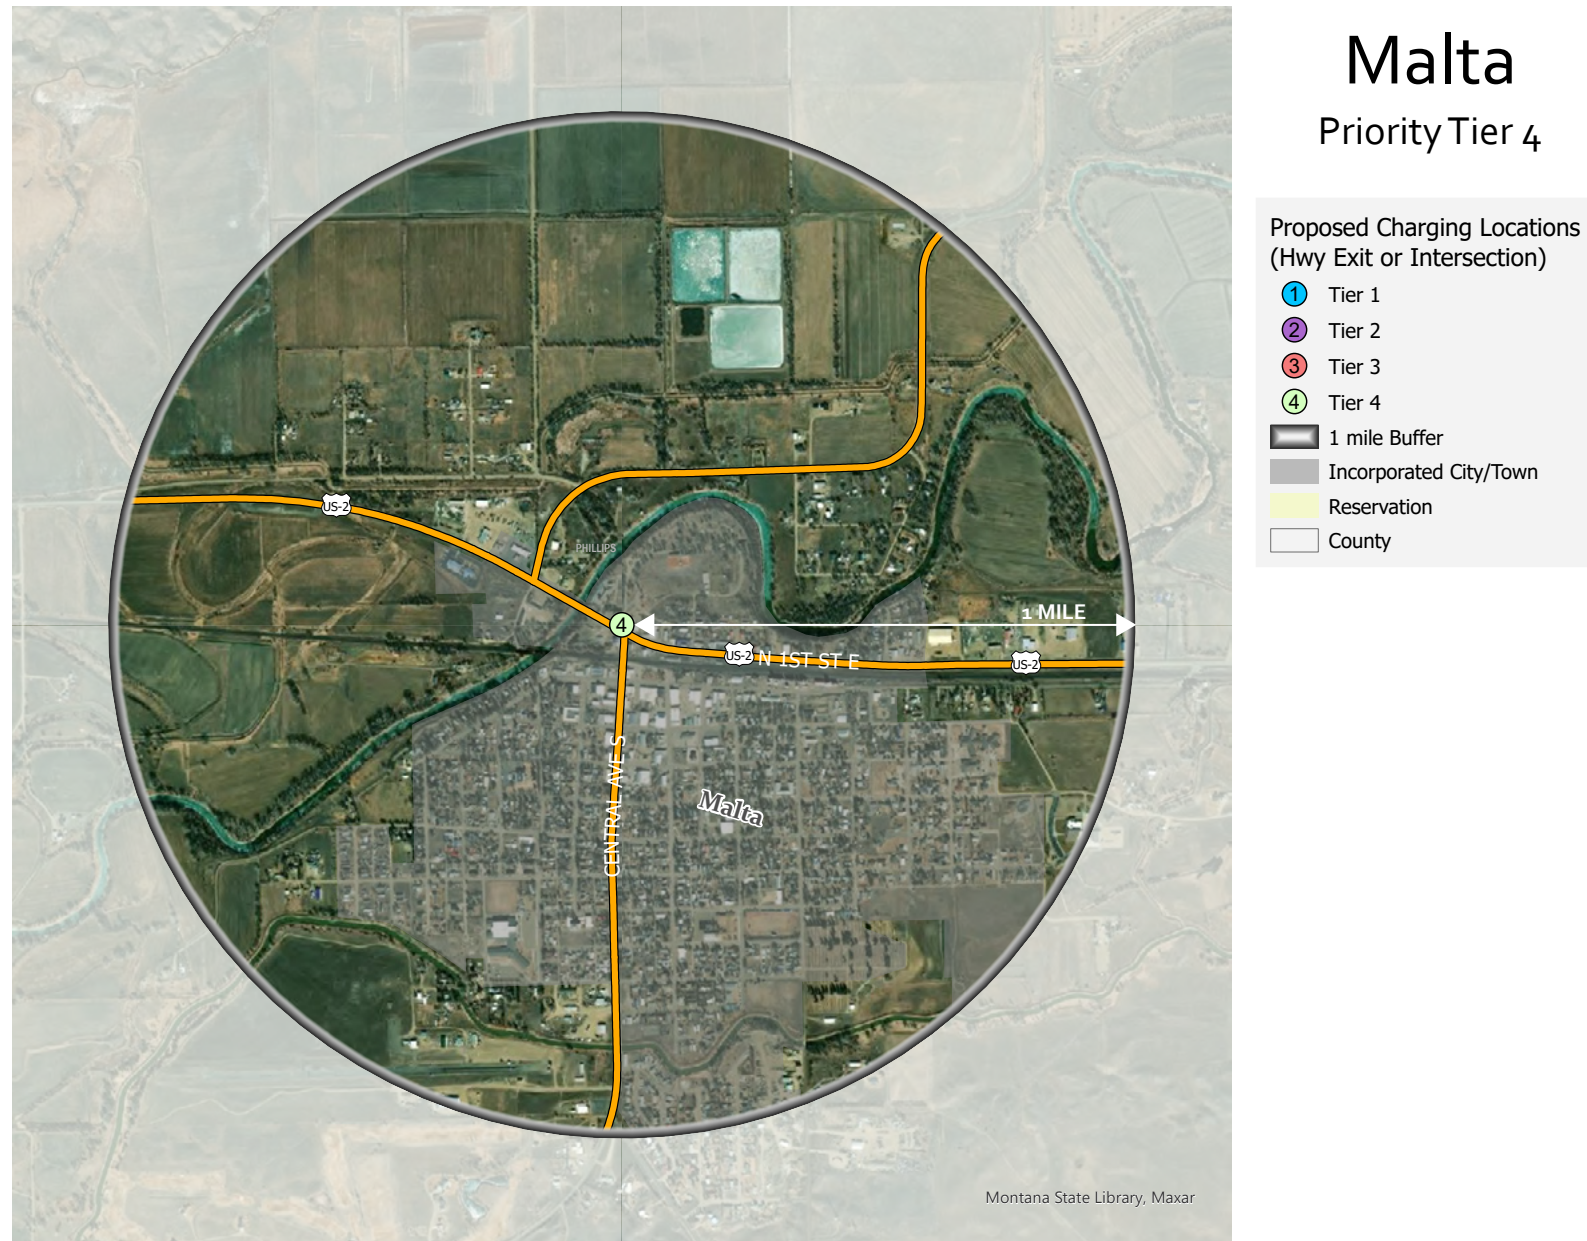 Malta
Priority Tier 4
Proposed Charging Locations
(Hwy Exit or Intersection)
1 Tier 1
2 Tier 2
3 Tier 3
4 Tier 4
1 mile Buffer
Incorporated City/Town
Reservation
County
US-2
PHILLIPS
4
1 MILE
US-2
N 1ST ST E
US-2
CENTRAL AVE S
Malta
Montana State Library, Maxar